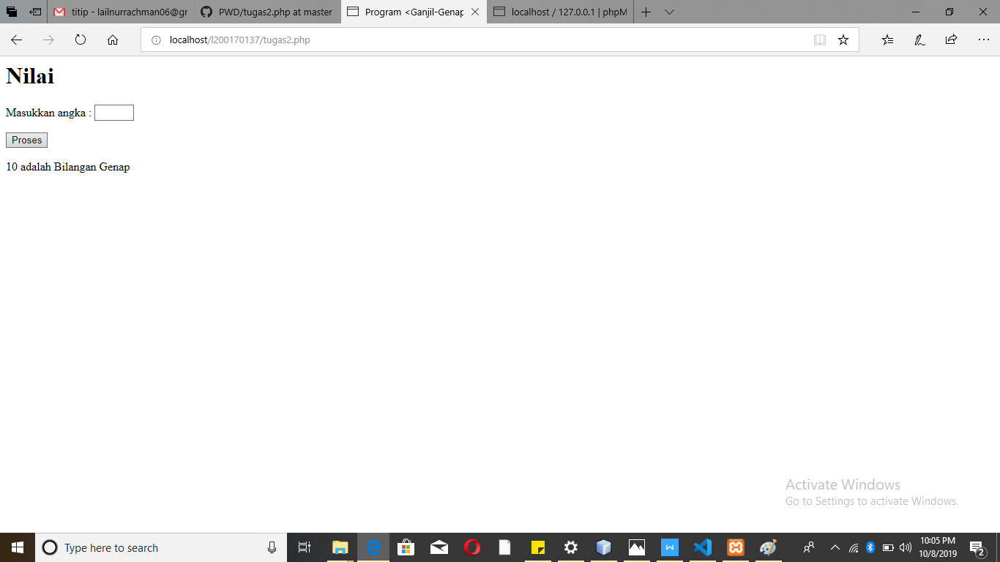 titip - lailnurrachman06@gr
PWD/tugas2.php at master
Program <Ganjil-Genap
localhost / 127.0.0.1 | phpM
localhost/l200170137/tugas2.php
Nilai
Masukkan angka :
Proses
10 adalah Bilangan Genap
Activate Windows
Go to Settings to activate Windows.
Type here to search
10:05 PM
10/8/2019
2